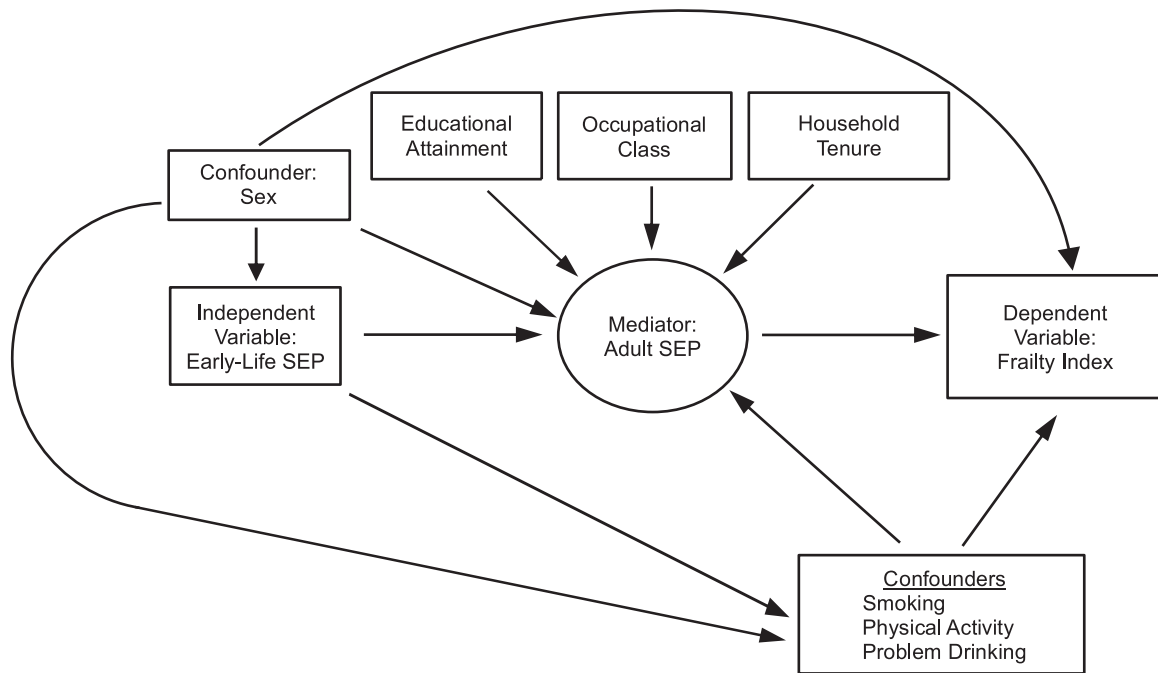 Educational
Attainment
Occupational
Class
Household
Tenure
Confounder:
Sex
Independent
Variable:
Early-Life SEP
Mediator:
Adult SEP
Dependent
Variable:
Frailty Index
Confounders
Smoking
Physical Activity
Problem Drinking